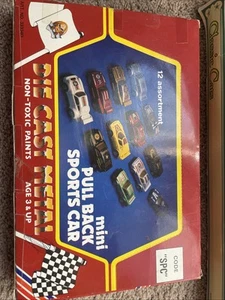 12 assortment
mini
PULL BACK
SPORTS CAR
DIE CAST METAL
NON-TOXIC PAINTS
AGE 3 & UP
CODE
"SPC"